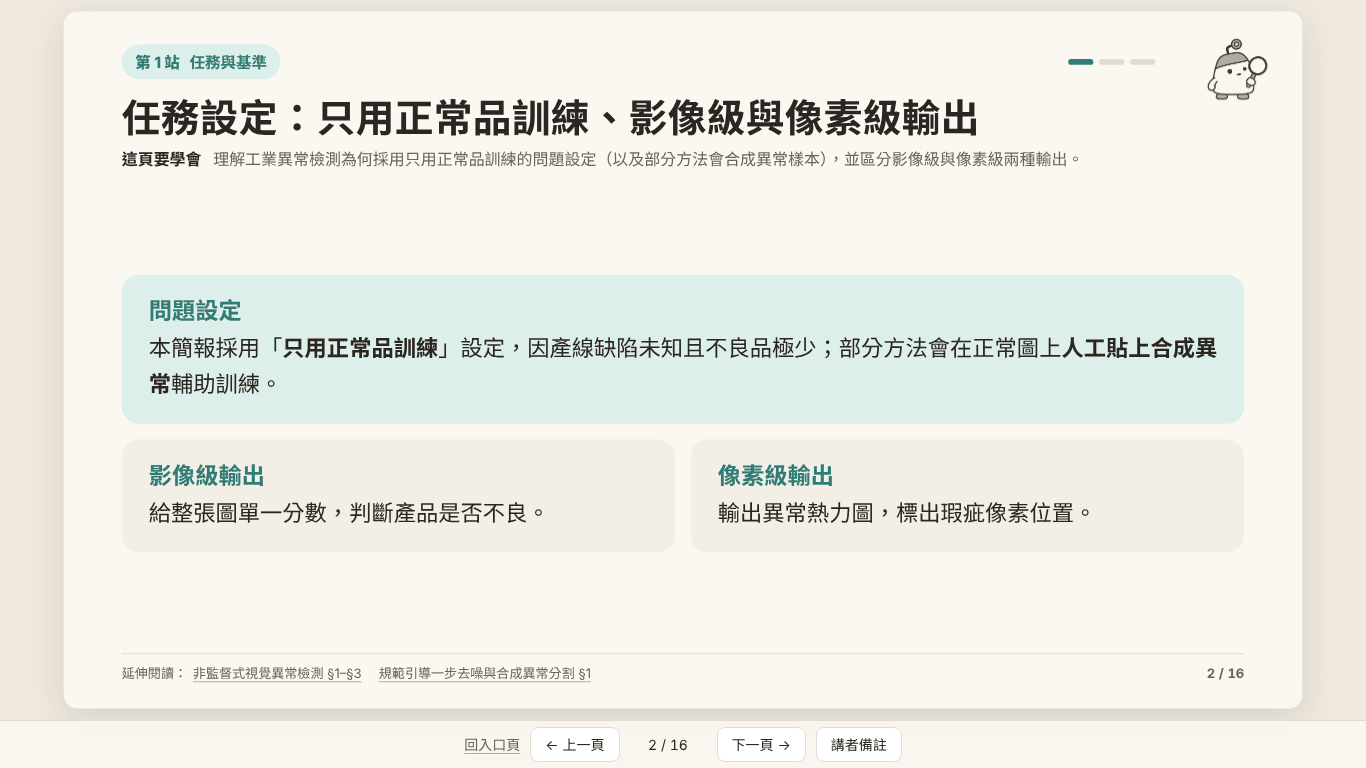 第 1 站 任務與基準
任務設定：只用正常品訓練、影像級與像素級輸出
這頁要學會 理解工業異常檢測為何採用只用正常品訓練的問題設定（以及部分方法會合成異常樣本），並區分影像級與像素級兩種輸出。
問題設定
本簡報採用「只用正常品訓練」設定，因產線缺陷未知且不良品極少；部分方法會在正常圖上人工貼上合成異
常輔助訓練。
影像級輸出
給整張圖單一分數，判斷產品是否不良。
像素級輸出
輸出異常熱力圖，標出瑕疵像素位置。
延伸閱讀： 非監督式視覺異常檢測 §1–§3 規範引導一步去噪與合成異常分割 §1
2 / 16
回入口頁 ← 上一頁 2 / 16 下一頁 → 講者備註